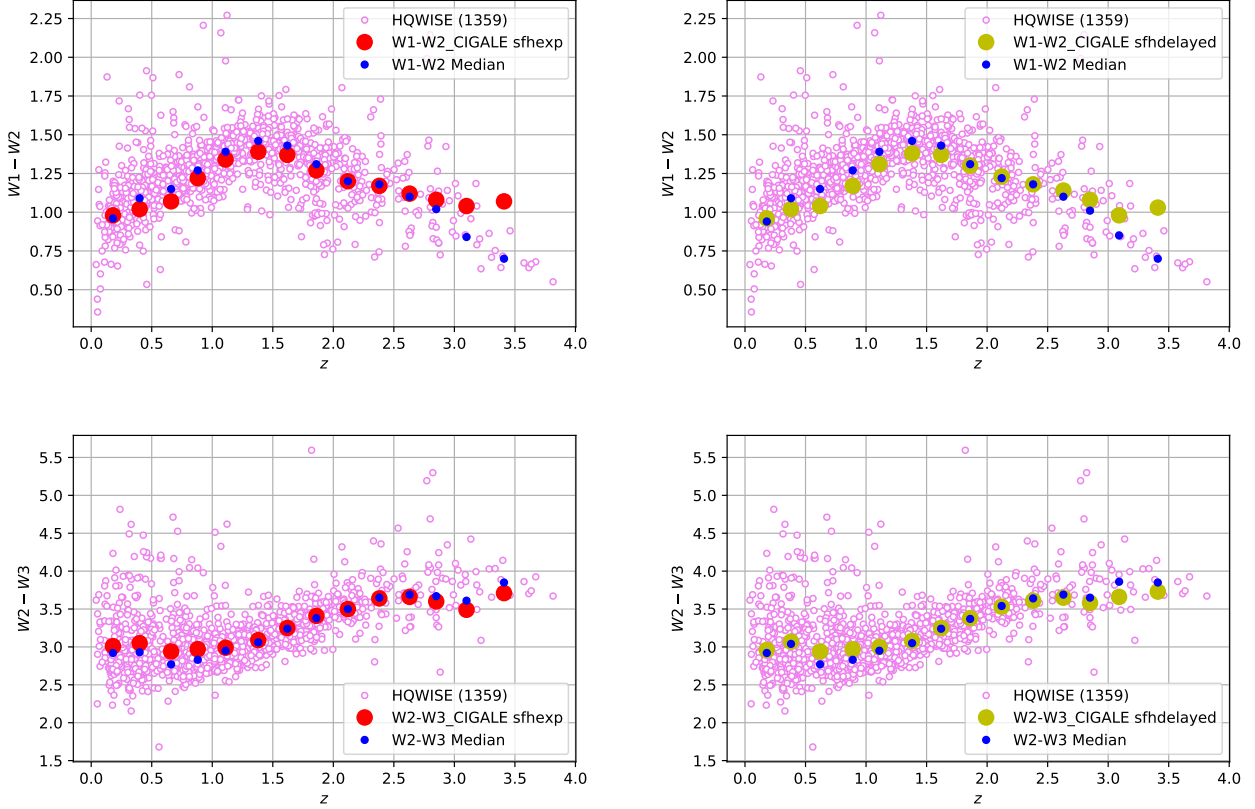 2.25
2.00
1.75
1.50
1.25
1.00
0.75
0.50
W1 − W2
0.0 0.5 1.0 1.5 2.0 2.5 3.0 3.5 4.0
z
HQWISE (1359)
W1-W2_CIGALE sfhexp
W1-W2 Median
2.25
2.00
1.75
1.50
1.25
1.00
0.75
0.50
W1 − W2
0.0 0.5 1.0 1.5 2.0 2.5 3.0 3.5 4.0
z
HQWISE (1359)
W1-W2_CIGALE sfhdelayed
W1-W2 Median
5.5
5.0
4.5
4.0
3.5
3.0
2.5
2.0
1.5
W2 − W3
0.0 0.5 1.0 1.5 2.0 2.5 3.0 3.5 4.0
z
HQWISE (1359)
W2-W3_CIGALE sfhexp
W2-W3 Median
5.5
5.0
4.5
4.0
3.5
3.0
2.5
2.0
1.5
W2 − W3
0.0 0.5 1.0 1.5 2.0 2.5 3.0 3.5 4.0
z
HQWISE (1359)
W2-W3_CIGALE sfhdelayed
W2-W3 Median